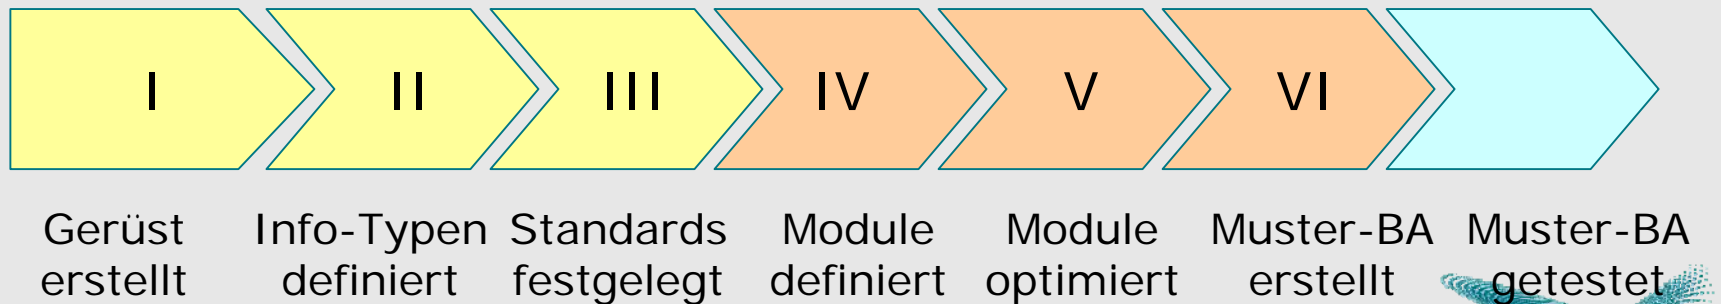 I II III IV V VI
Gerüst Info-Typen Standards Module Module Muster-BA Muster-BA
erstellt definiert festgelegt definiert optimiert erstellt getestet